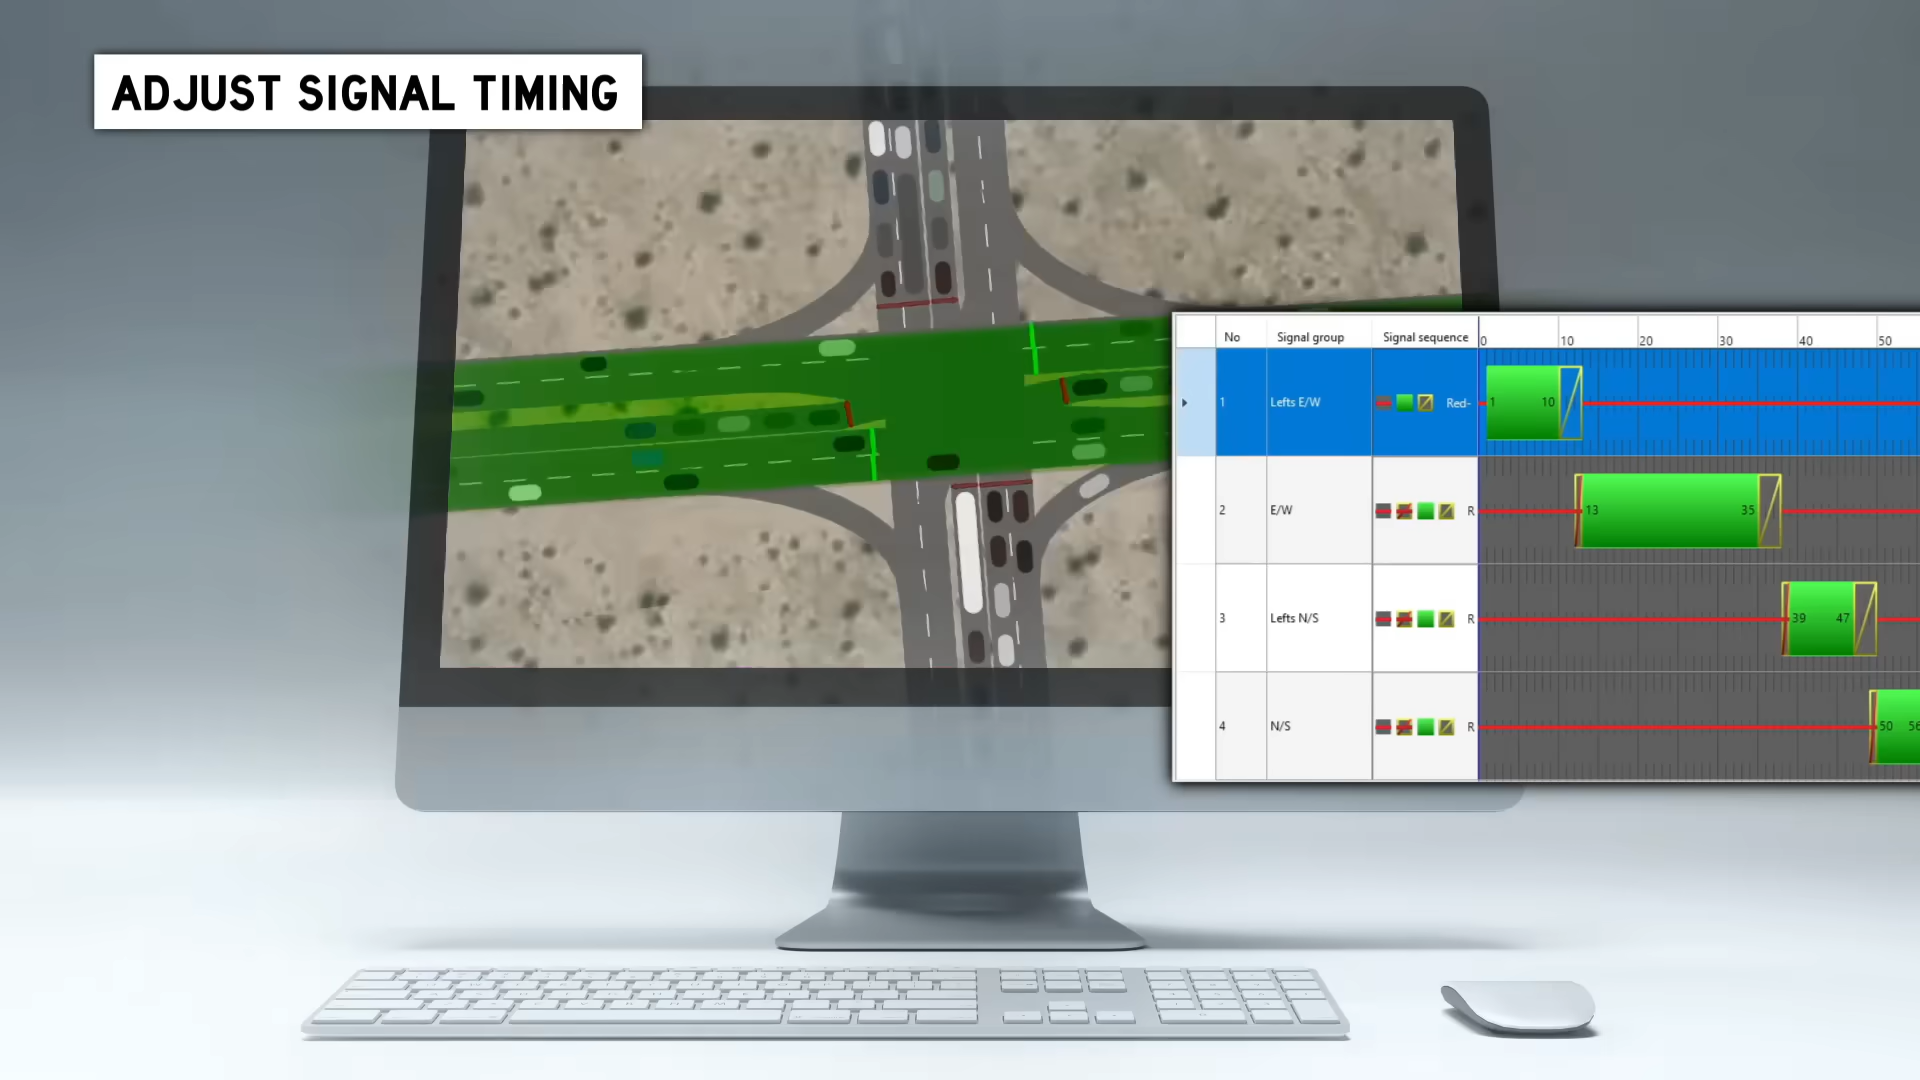 ADJUST SIGNAL TIMING
No Signal group Signal sequence 0 10 20 30 40 50
1 Lefts E/W Red- 1 10
2 E/W R 13 35
3 Lefts N/S R 39 47
4 N/S R 50 56